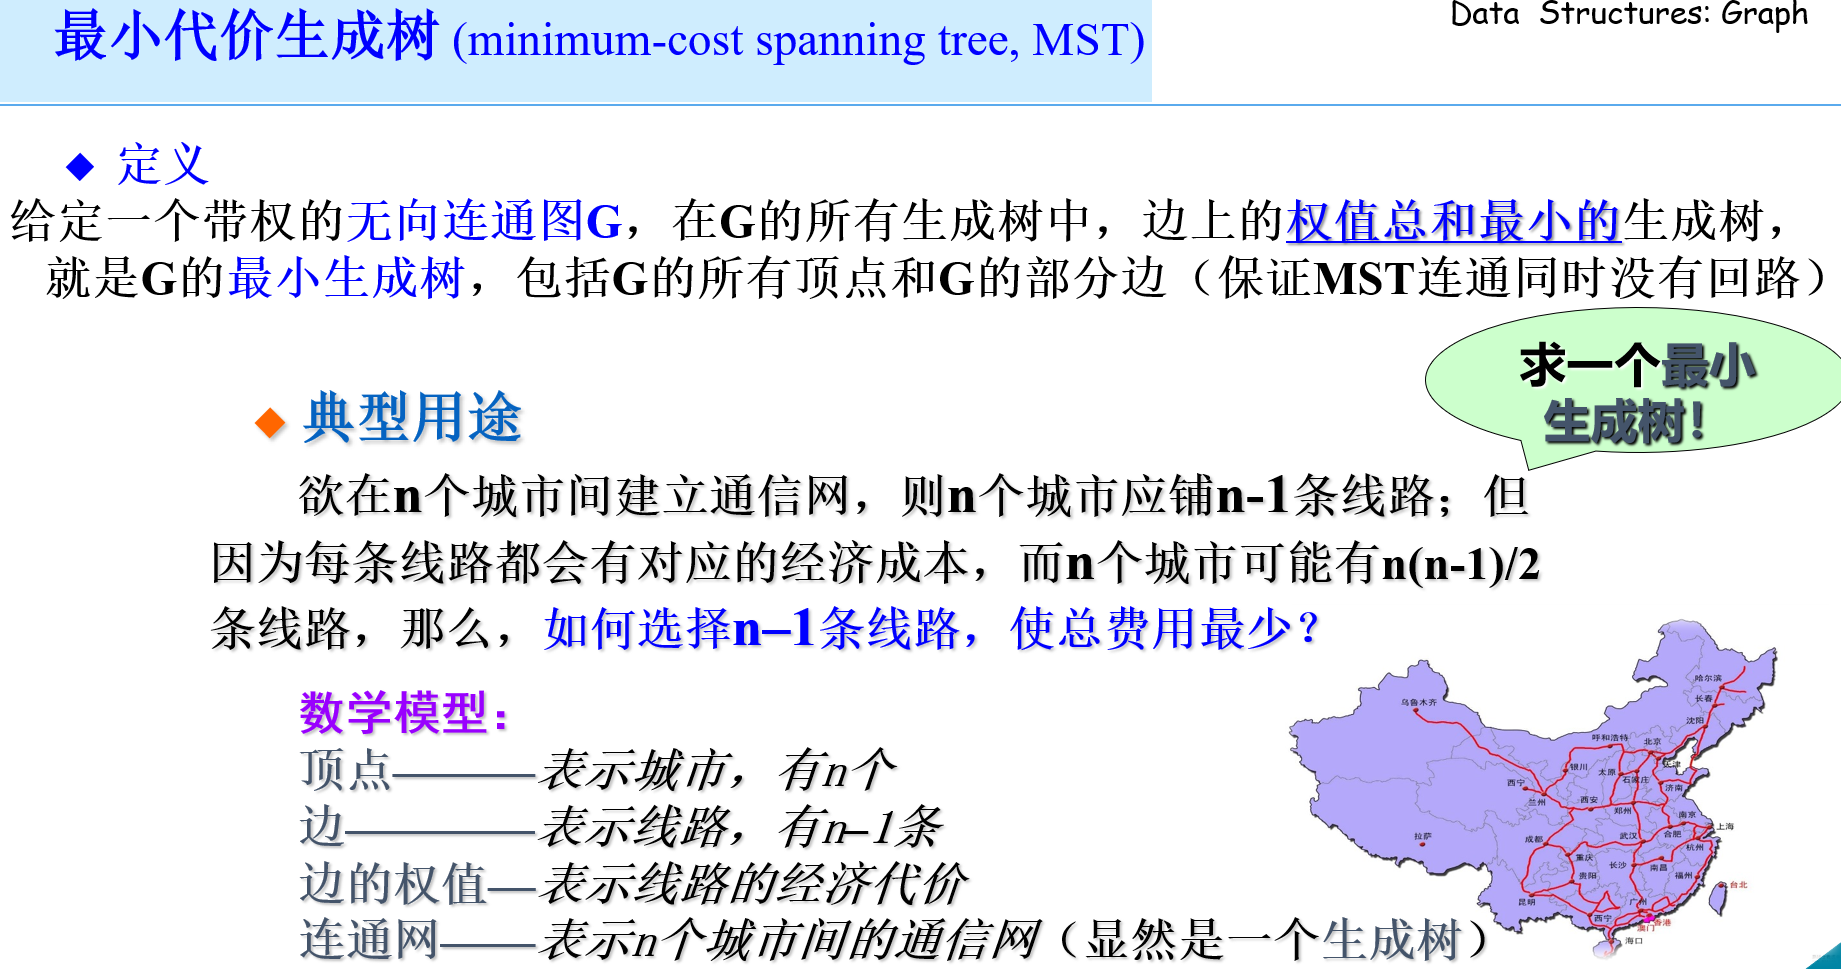 最小代价生成树 (minimum-cost spanning tree, MST)
Data Structures: Graph
◆ 定义
给定一个带权的无向连通图G，在G的所有生成树中，边上的权值总和最小的生成树，
就是G的最小生成树，包括G的所有顶点和G的部分边（保证MST连通同时没有回路）
求一个最小
生成树！
◆ 典型用途
欲在n个城市间建立通信网，则n个城市应铺n-1条线路；但
因为每条线路都会有对应的经济成本，而n个城市可能有n(n-1)/2
条线路，那么，如何选择n–1条线路，使总费用最少？
数学模型：
顶点———表示城市，有n个
边————表示线路，有n–1条
边的权值—表示线路的经济代价
连通网——表示n个城市间的通信网（显然是一个生成树）
哈尔滨
长春
乌鲁木齐
沈阳
呼和浩特
北京
天津
银川
太原
石家庄
西宁
济南
兰州
西安
郑州
南京
上海
拉萨
成都
武汉
合肥
杭州
重庆
长沙
南昌
贵阳
福州
台北
昆明
广州
西宁
香港
澳门
海口